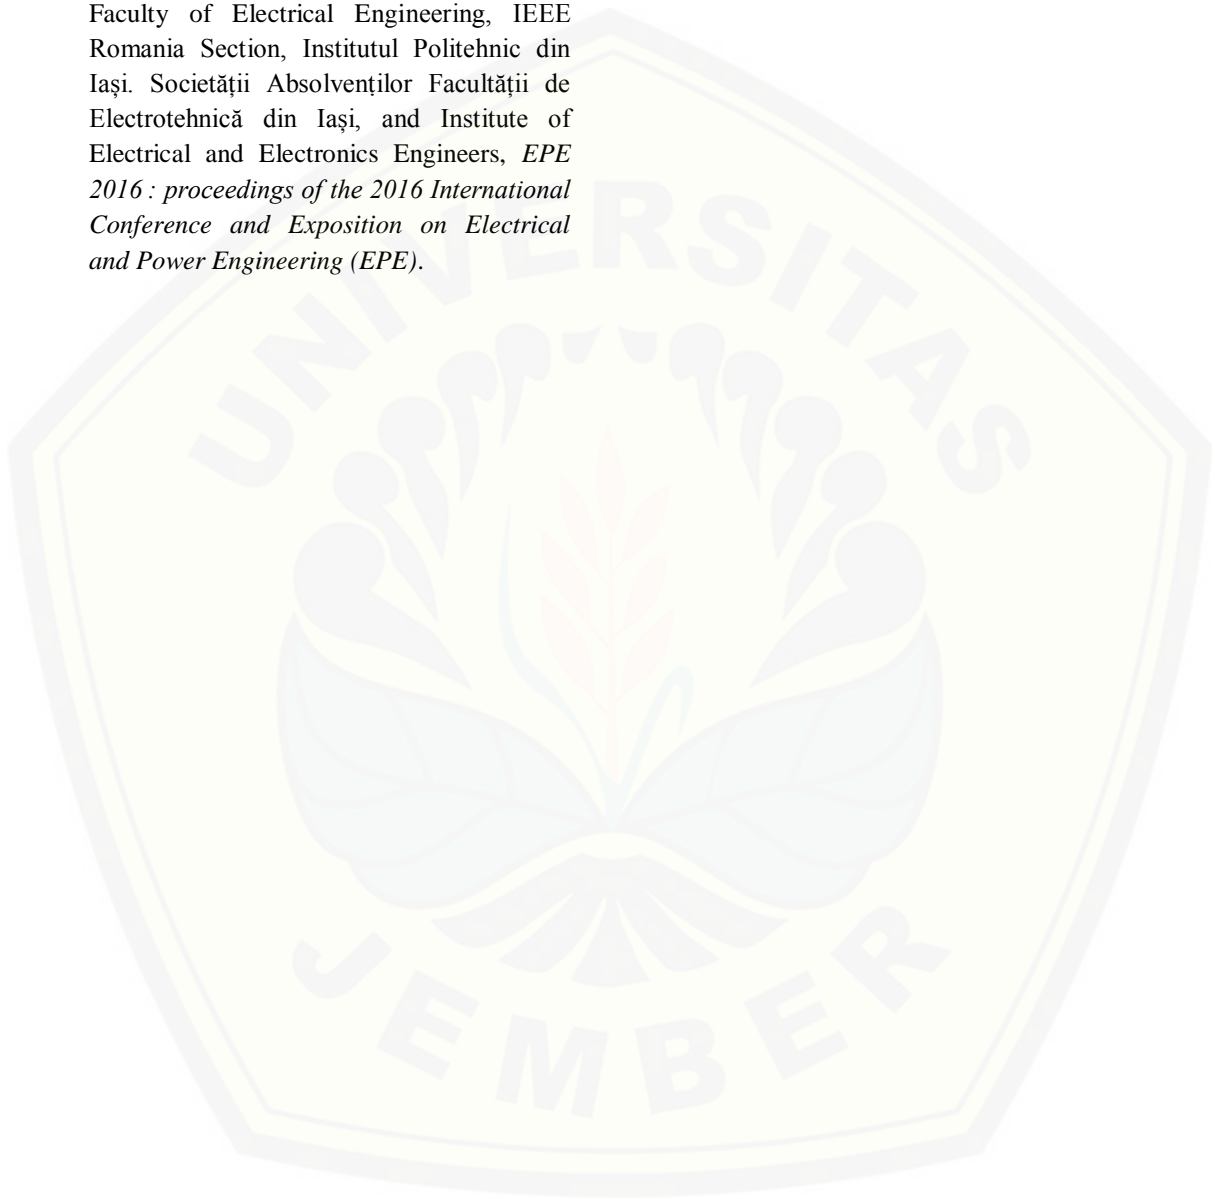 Faculty of Electrical Engineering, IEEE
Romania Section, Institutul Politehnic din
Iași. Societății Absolvenților Facultății de
Electrotehnică din Iași, and Institute of
Electrical and Electronics Engineers, EPE
2016 : proceedings of the 2016 International
Conference and Exposition on Electrical
and Power Engineering (EPE).
UNIVERSITAS
JEMBER